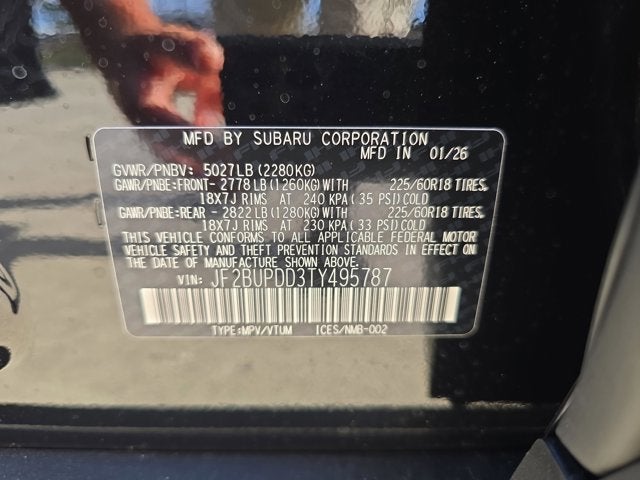 MFD BY SUBARU CORPORATION
MFD IN 01/26
GVWR/PNBV: 5027LB (2280KG)
GAWR/PNBE:FRONT- 2778 LB (1260KG) WITH 225/60R18 TIRES,
18X7J RIMS AT 240 KPA ( 35 PSI) COLD
GAWR/PNBE:REAR - 2822 LB (1280KG) WITH 225/60R18 TIRES,
18X7J RIMS AT 230 KPA ( 33 PSI) COLD
THIS VEHICLE CONFORMS TO ALL APPLICABLE FEDERAL MOTOR
VEHICLE SAFETY AND THEFT PREVENTION STANDARDS IN EFFECT ON
THE DATE OF MANUFACTURE SHOWN ABOVE.
VIN: JF2BUPDD3TY495787
TYPE:MPV/VTUM ICES/NMB-002